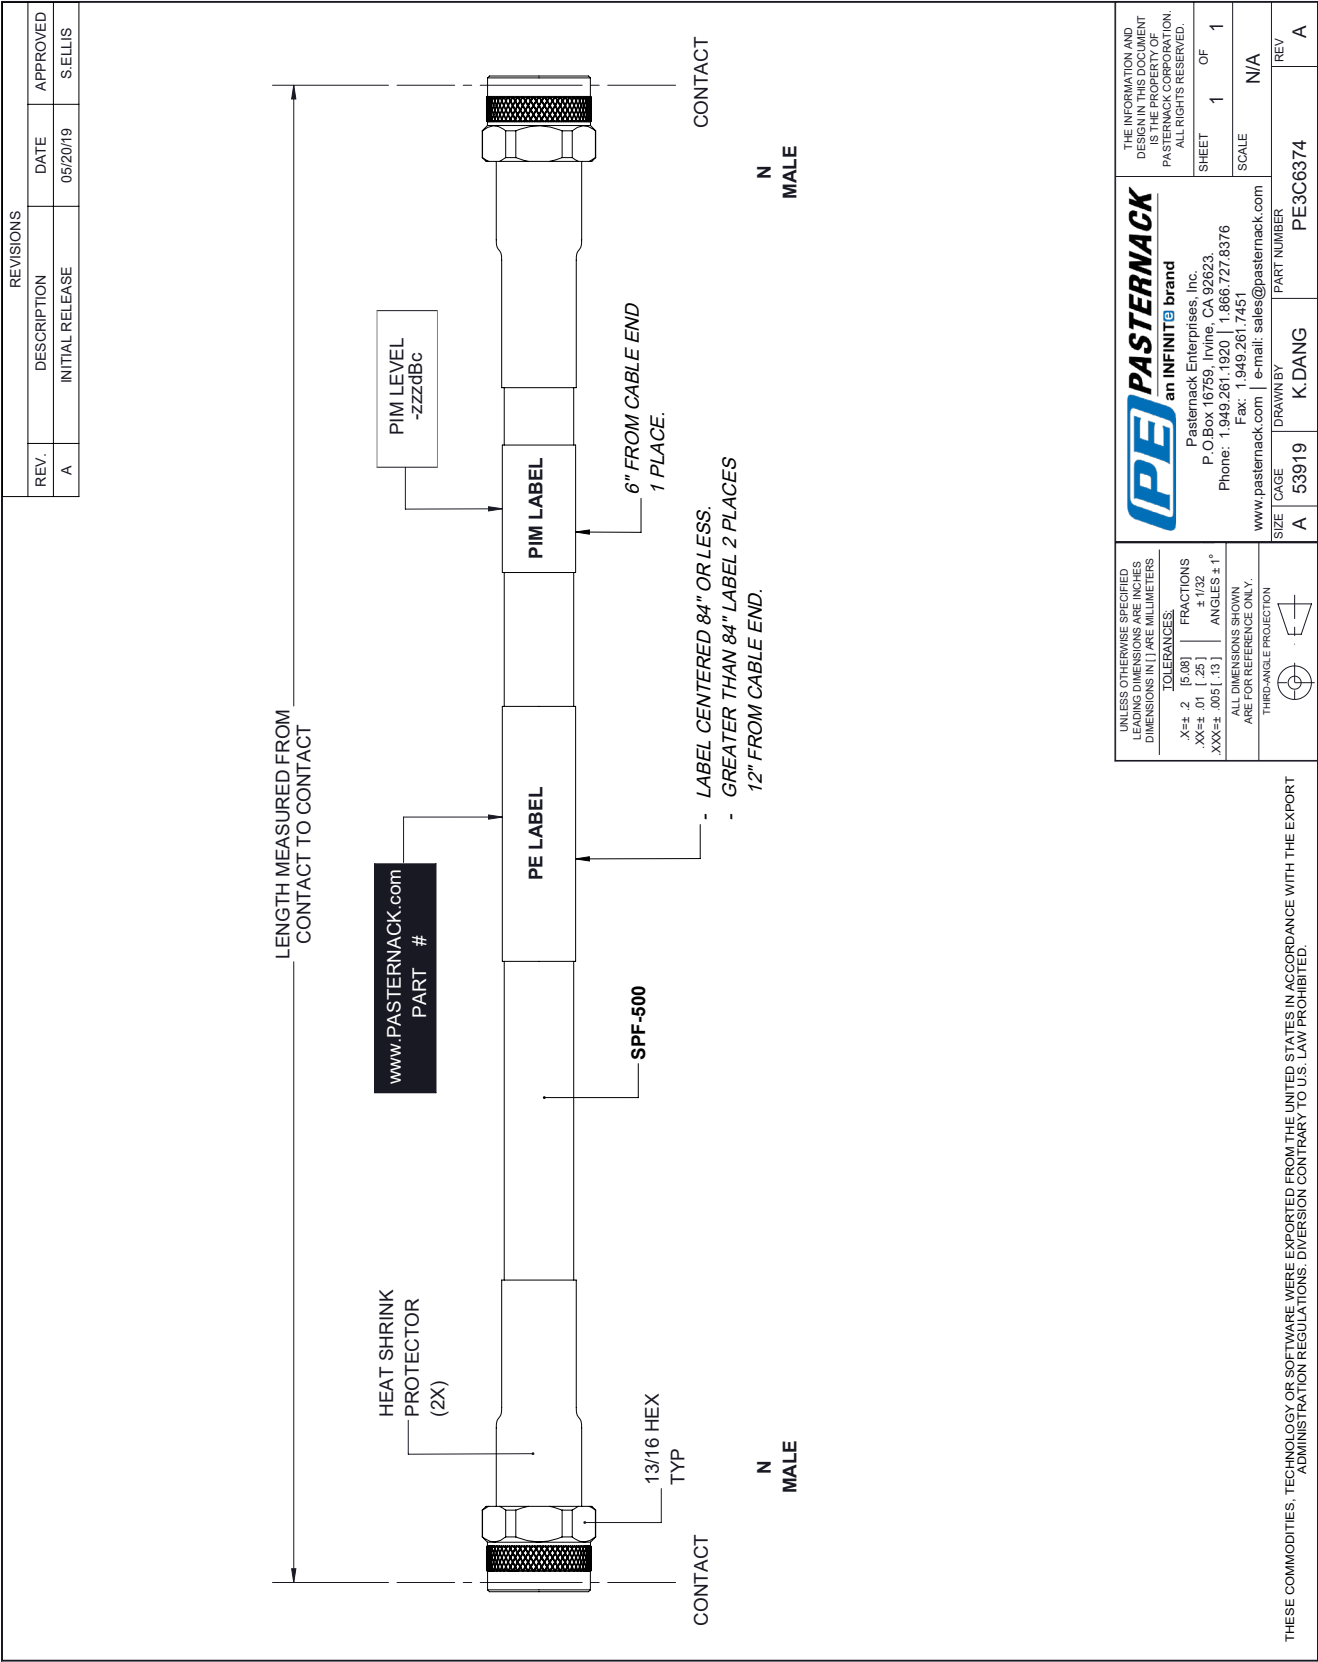 REVISIONS
REV. DESCRIPTION DATE APPROVED
A INITIAL RELEASE 05/20/19 S.ELLIS
LENGTH MEASURED FROM
CONTACT TO CONTACT
HEAT SHRINK
PROTECTOR
(2X)
www.PASTERNACK.com
PART #
PIM LEVEL
-zzzdBc
PE LABEL
PIM LABEL
6" FROM CABLE END
1 PLACE.
SPF-500
13/16 HEX
TYP
- LABEL CENTERED 84" OR LESS.
- GREATER THAN 84" LABEL 2 PLACES
12" FROM CABLE END.
CONTACT
CONTACT
N
MALE
N
MALE
UNLESS OTHERWISE SPECIFIED
LEADING DIMENSIONS ARE INCHES
DIMENSIONS IN [ ] ARE MILLIMETERS
TOLERANCES:
.X=± .2 [5.08] FRACTIONS
.XX=± .01 [ .25 ] ± 1/32
.XXX=± .005 [ .13 ] ANGLES ± 1°
ALL DIMENSIONS SHOWN
ARE FOR REFERENCE ONLY.
THIRD-ANGLE PROJECTION
PE PASTERNACK
an INFINITe brand
Pasternack Enterprises, Inc.
P.O.Box 16759, Irvine, CA 92623.
Phone: 1.949.261.1920 | 1.866.727.8376
Fax: 1.949.261.7451
www.pasternack.com | e-mail: sales@pasternack.com
THE INFORMATION AND
DESIGN IN THIS DOCUMENT
IS THE PROPERTY OF
PASTERNACK CORPORATION.
ALL RIGHTS RESERVED.
SHEET 1 OF 1
SCALE N/A
SIZE CAGE DRAWN BY PART NUMBER REV
A 53919 K.DANG PE3C6374 A
THESE COMMODITIES, TECHNOLOGY OR SOFTWARE WERE EXPORTED FROM THE UNITED STATES IN ACCORDANCE WITH THE EXPORT
ADMINISTRATION REGULATIONS. DIVERSION CONTRARY TO U.S. LAW PROHIBITED.